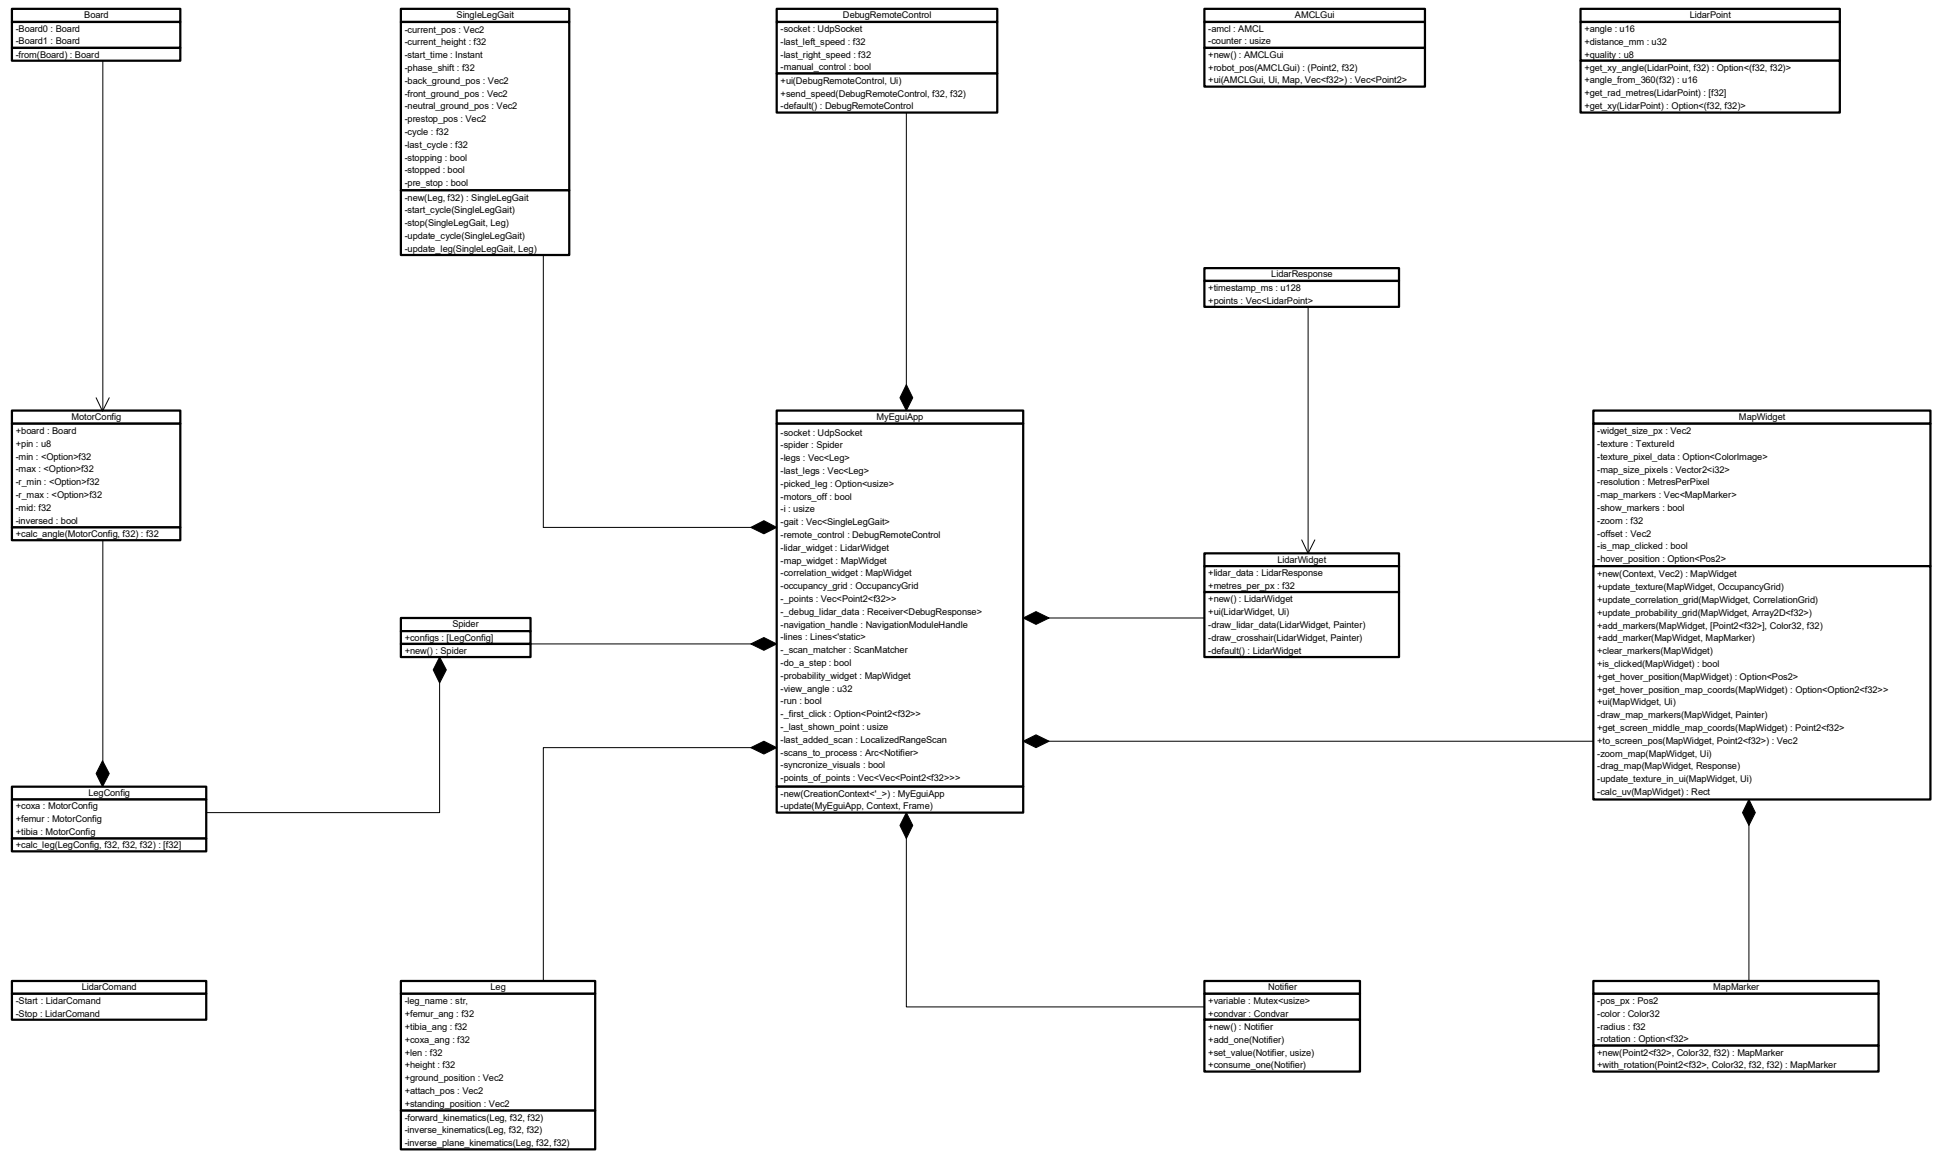 Board
-Board0 : Board
-Board1 : Board
-from(Board) : Board
SingleLegGait
-current_pos : Vec2
-current_height : f32
-start_time : Instant
-phase_shift : f32
-back_ground_pos : Vec2
-front_ground_pos : Vec2
-neutral_ground_pos : Vec2
-prestop_pos : Vec2
-cycle : f32
-last_cycle : f32
-stopping : bool
-stopped : bool
-pre_stop : bool
-new(Leg, f32) : SingleLegGait
-start_cycle(SingleLegGait)
-stop(SingleLegGait, Leg)
-update_cycle(SingleLegGait)
-update_leg(SingleLegGait, Leg)
DebugRemoteControl
-socket : UdpSocket
-last_left_speed : f32
-last_right_speed : f32
-manual_control : bool
+ui(DebugRemoteControl, Ui)
+send_speed(DebugRemoteControl, f32, f32)
-default() : DebugRemoteControl
AMCLGui
-amcl : AMCL
-counter : usize
+new() : AMCLGui
+robot_pos(AMCLGui) : (Point2, f32)
+ui(AMCLGui, Ui, Map, Vec<f32>) : Vec<Point2>
LidarPoint
+angle : u16
+distance_mm : u32
+quality : u8
+get_xy_angle(LidarPoint, f32) : Option<(f32, f32)>
+angle_from_360(f32) : u16
+get_rad_metres(LidarPoint) : [f32]
+get_xy(LidarPoint) : Option<(f32, f32)>
LidarResponse
+timestamp_ms : u128
+points : Vec<LidarPoint>
MotorConfig
+board : Board
+pin : u8
-min : <Option>f32
-max : <Option>f32
-r_min : <Option>f32
-r_max : <Option>f32
-mid: f32
-inversed : bool
+calc_angle(MotorConfig, f32) : f32
MyEguiApp
-socket : UdpSocket
-spider : Spider
-legs : Vec<Leg>
-last_legs : Vec<Leg>
-picked_leg : Option<usize>
-motors_off : bool
-i : usize
-gait : Vec<SingleLegGait>
-remote_control : DebugRemoteControl
-lidar_widget : LidarWidget
-map_widget : MapWidget
-correlation_widget : MapWidget
-occupancy_grid : OccupancyGrid
-_points : Vec<Point2<f32>>
-_debug_lidar_data : Receiver<DebugResponse>
-navigation_handle : NavigationModuleHandle
-lines : Lines<'static>
-_scan_matcher : ScanMatcher
-do_a_step : bool
-probability_widget : MapWidget
-view_angle : u32
-run : bool
-_first_click : Option<Point2<f32>>
-_last_shown_point : usize
-last_added_scan : LocalizedRangeScan
-scans_to_process : Arc<Notifier>
-syncronize_visuals : bool
-points_of_points : Vec<Vec<Point2<f32>>>
-new(CreationContext<'_>) : MyEguiApp
-update(MyEguiApp, Context, Frame)
MapWidget
-widget_size_px : Vec2
-texture : TextureId
-texture_pixel_data : Option<ColorImage>
-map_size_pixels : Vector2<i32>
-resolution : MetresPerPixel
-map_markers : Vec<MapMarker>
-show_markers : bool
-zoom : f32
-offset : Vec2
-is_map_clicked : bool
-hover_position : Option<Pos2>
+new(Context, Vec2) : MapWidget
+update_texture(MapWidget, OccupancyGrid)
+update_correlation_grid(MapWidget, CorrelationGrid)
+update_probability_grid(MapWidget, Array2D<f32>)
+add_markers(MapWidget, [Point2<f32>], Color32, f32)
+add_marker(MapWidget, MapMarker)
+clear_markers(MapWidget)
+is_clicked(MapWidget) : bool
+get_hover_position(MapWidget) : Option<Pos2>
+get_hover_position_map_coords(MapWidget) : Option<Option2<f32>>
+ui(MapWidget, Ui)
-draw_map_markers(MapWidget, Painter)
+get_screen_middle_map_coords(MapWidget) : Point2<f32>
+to_screen_pos(MapWidget, Point2<f32>) : Vec2
-zoom_map(MapWidget, Ui)
-drag_map(MapWidget, Response)
-update_texture_in_ui(MapWidget, Ui)
-calc_uv(MapWidget) : Rect
LidarWidget
+lidar_data : LidarResponse
+metres_per_px : f32
+new() : LidarWidget
+ui(LidarWidget, Ui)
-draw_lidar_data(LidarWidget, Painter)
-draw_crosshair(LidarWidget, Painter)
-default() : LidarWidget
Spider
+configs : [LegConfig]
+new() : Spider
LegConfig
+coxa : MotorConfig
+femur : MotorConfig
+tibia : MotorConfig
+calc_leg(LegConfig, f32, f32, f32) : [f32]
LidarComand
-Start : LidarComand
-Stop : LidarComand
Leg
-leg_name : str,
+femur_ang : f32
+tibia_ang : f32
+coxa_ang : f32
+len : f32
+height : f32
+ground_position : Vec2
+attach_pos : Vec2
+standing_position : Vec2
-forward_kinematics(Leg, f32, f32)
-inverse_kinematics(Leg, f32, f32)
-inverse_plane_kinematics(Leg, f32, f32)
Notifier
+variable : Mutex<usize>
+condvar : Condvar
+new() : Notifier
+add_one(Notifier)
+set_value(Notifier, usize)
+consume_one(Notifier)
MapMarker
-pos_px : Pos2
-color : Color32
-radius : f32
-rotation : Option<f32>
+new(Point2<f32>, Color32, f32) : MapMarker
+with_rotation(Point2<f32>, Color32, f32, f32) : MapMarker